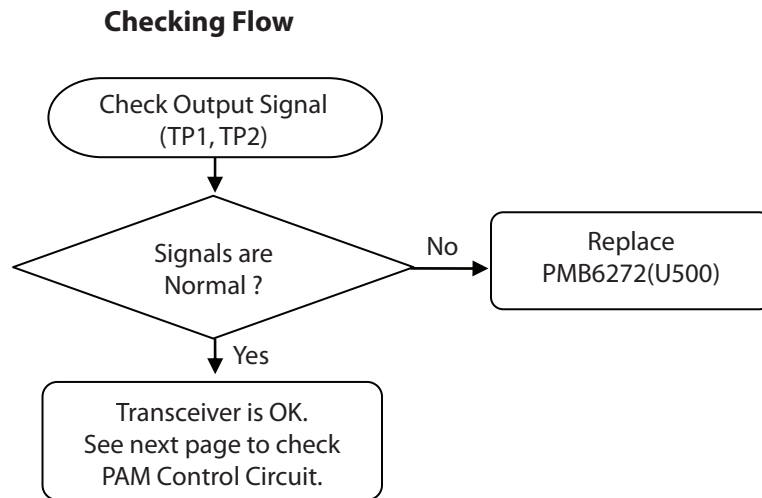 Checking Flow
Check Output Signal
(TP1, TP2)
Signals are
Normal ?
No
Replace
PMB6272(U500)
Yes
Transceiver is OK.
See next page to check
PAM Control Circuit.